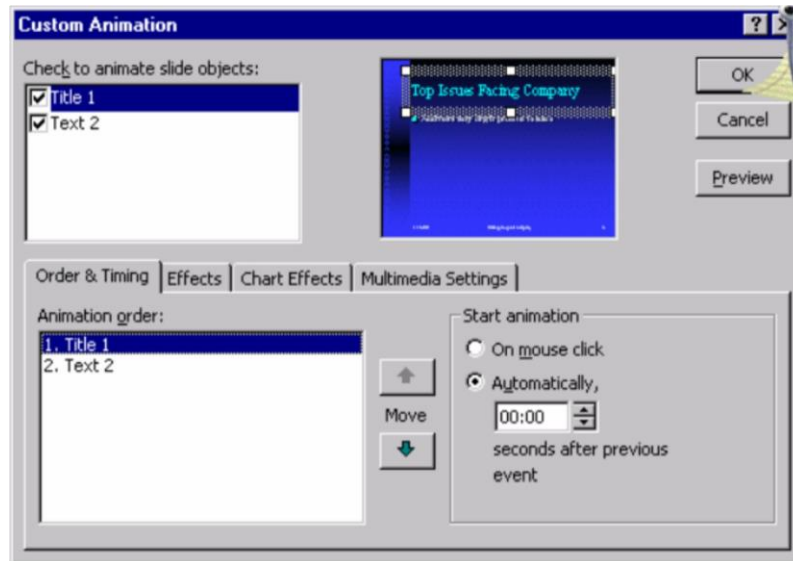 Custom Animation
?
Check to animate slide objects:
Title 1
Text 2
Top Issues Facing Company
OK
Cancel
Preview
Order & Timing
Effects
Chart Effects
Multimedia Settings
Animation order:
1. Title 1
2. Text 2
Move
Start animation
On mouse click
Automatically,
00:00
seconds after previous
event